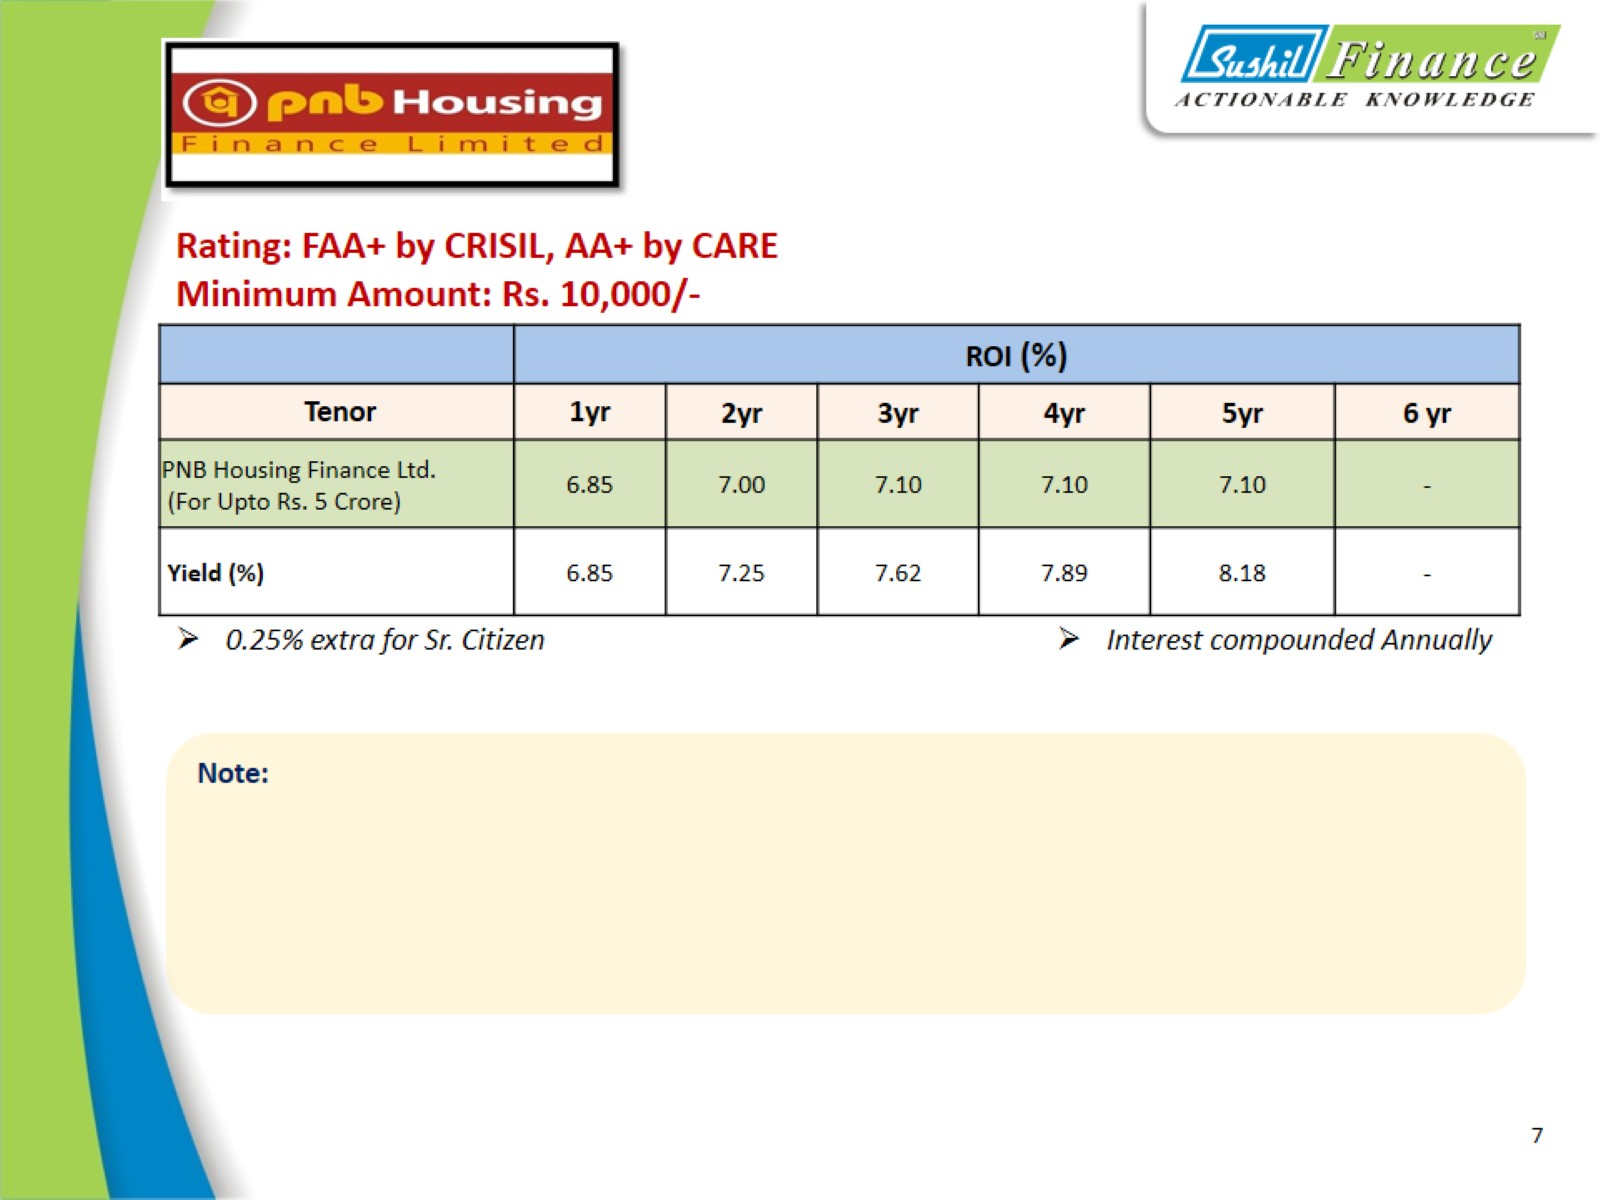 pnb Housing
Finance Limited
Sushil Finance
ACTIONABLE KNOWLEDGE
Rating: FAA+ by CRISIL, AA+ by CARE
Minimum Amount: Rs. 10,000/-
ROI (%)
Tenor 1yr 2yr 3yr 4yr 5yr 6 yr
PNB Housing Finance Ltd.
(For Upto Rs. 5 Crore) 6.85 7.00 7.10 7.10 7.10 -
Yield (%) 6.85 7.25 7.62 7.89 8.18 -
➢ 0.25% extra for Sr. Citizen ➢ Interest compounded Annually
Note:
7